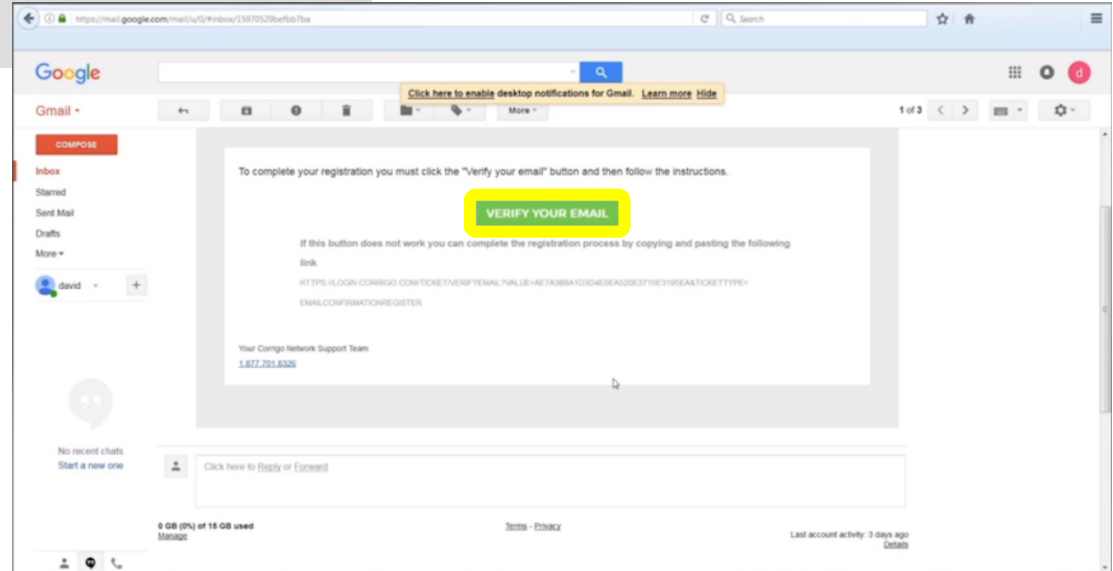 https://mail.google.com/mail/u/0/#inbox/15970529befbb7ba
Search
Google
Click here to enable desktop notifications for Gmail. Learn more Hide
Gmail
More
1 of 3
COMPOSE
Inbox
Starred
Sent Mail
Drafts
More
david
To complete your registration you must click the "Verify your email" button and then follow the instructions.
VERIFY YOUR EMAIL
If this button does not work you can complete the registration process by copying and pasting the following
link
EMAILCONFIRMATIONREGISTER
Your Corrigo Network Support Team
1.877.701.8326
No recent chats
Start a new one
Click here to Reply or Forward
0 GB (0%) of 15 GB used
Manage
Terms - Privacy
Last account activity: 3 days ago
Details
d